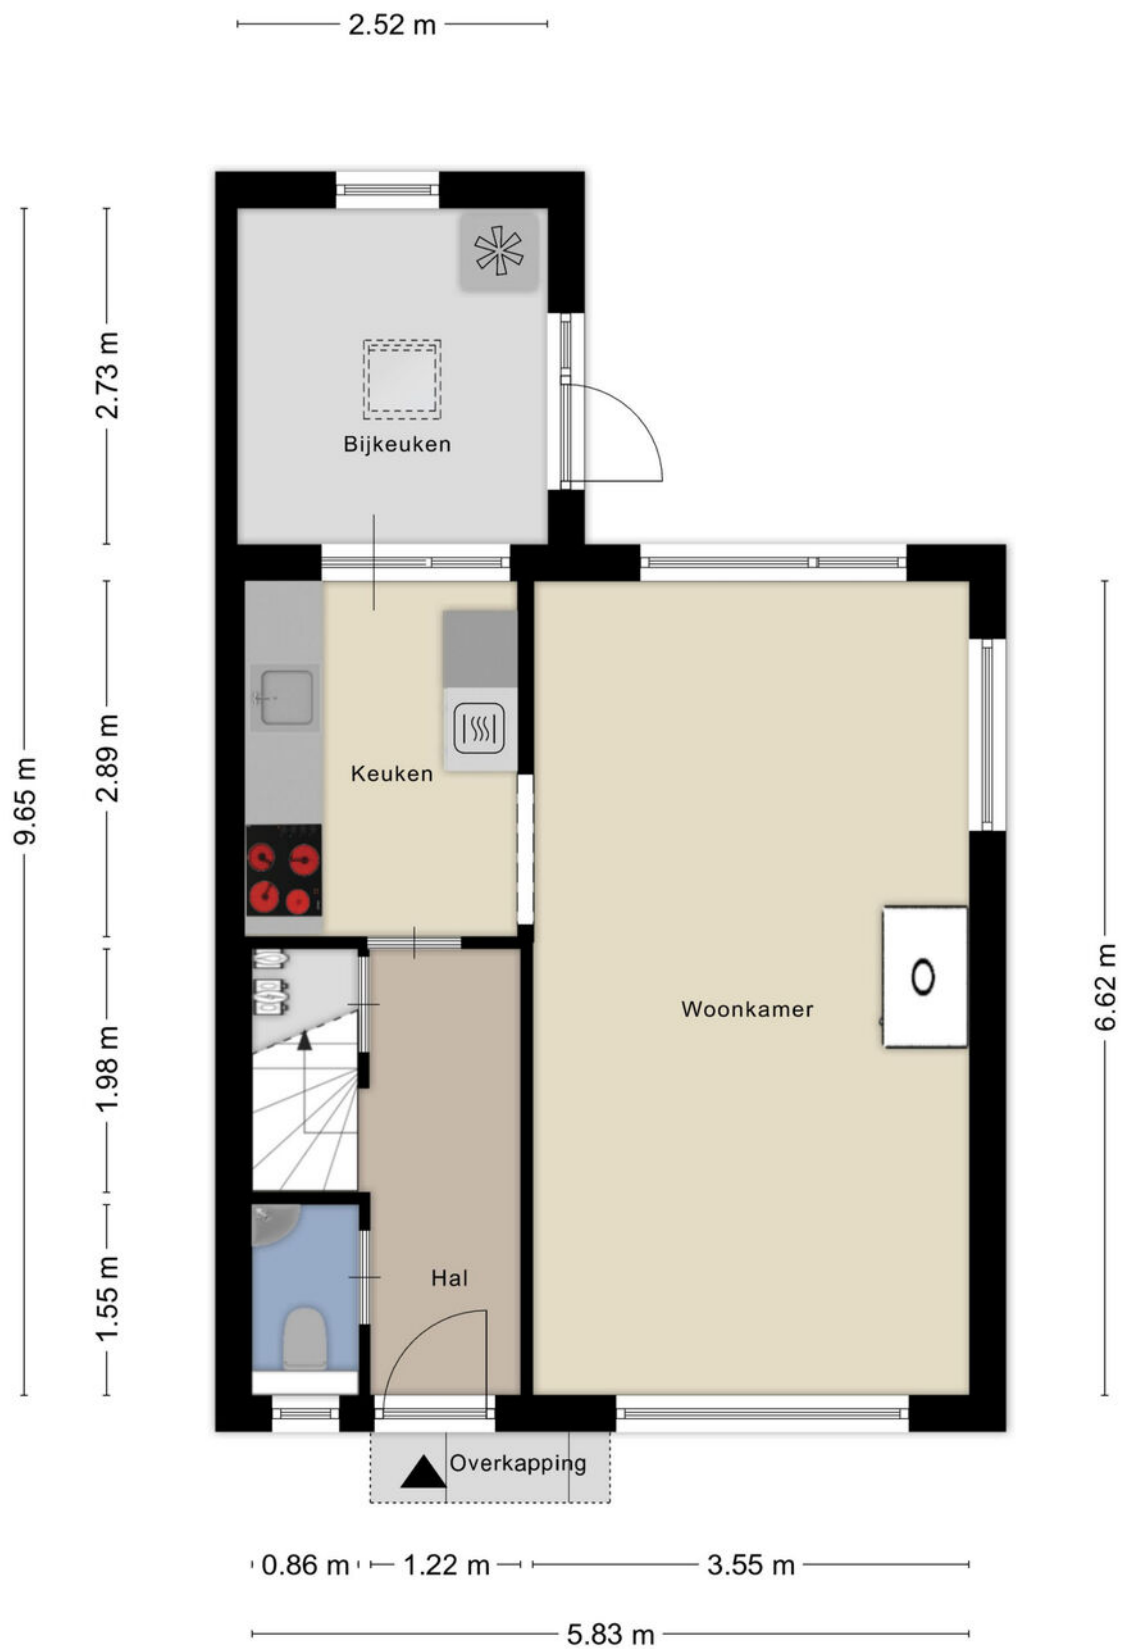 2.52 m
2.73 m
Bijkeuken
9.65 m
2.89 m
Keuken
6.62 m
Woonkamer
1.98 m
1.55 m
Hal
Overkapping
0.86 m
1.22 m
3.55 m
5.83 m